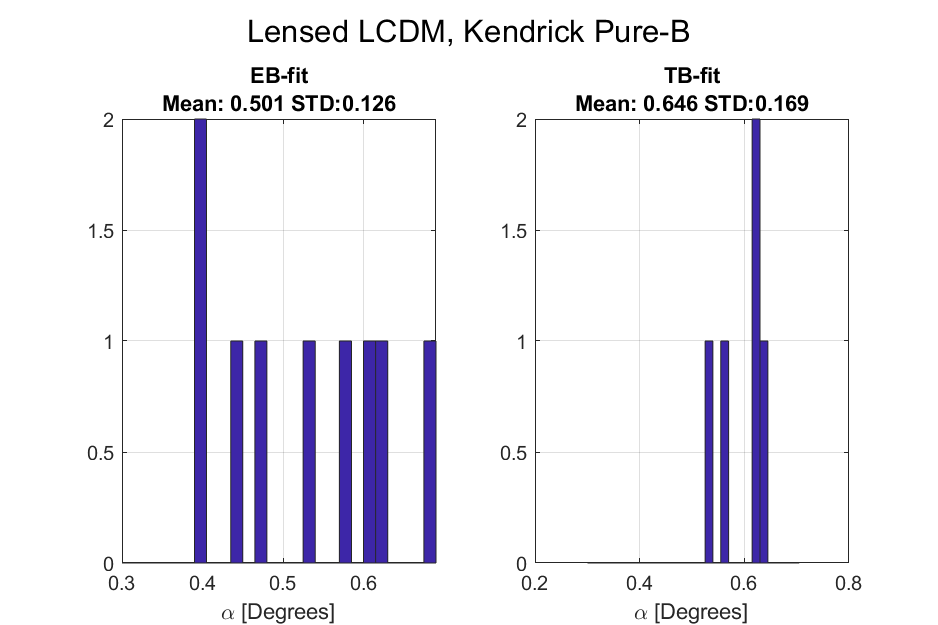 Lensed LCDM, Kendrick Pure-B
EB-fit
Mean: 0.501 STD:0.126
2
1.5
1
0.5
0
0.3 0.4 0.5 0.6
α [Degrees]
TB-fit
Mean: 0.646 STD:0.169
2
1.5
1
0.5
0
0.2 0.4 0.6 0.8
α [Degrees]